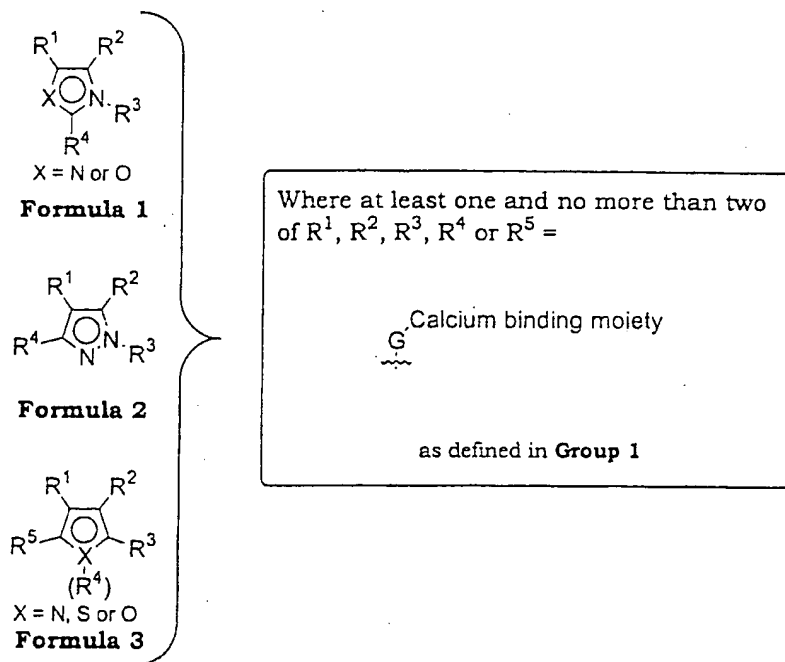 R¹ R²
X N
R³
R⁴
X = N or O
Formula 1
R¹ R²
R⁴
N N R³
Formula 2
R¹ R²
R⁵ R³
X
(R⁴)
X = N, S or O
Formula 3
Where at least one and no more than two
of R¹, R², R³, R⁴ or R⁵ =
Calcium binding moiety
G
as defined in Group 1